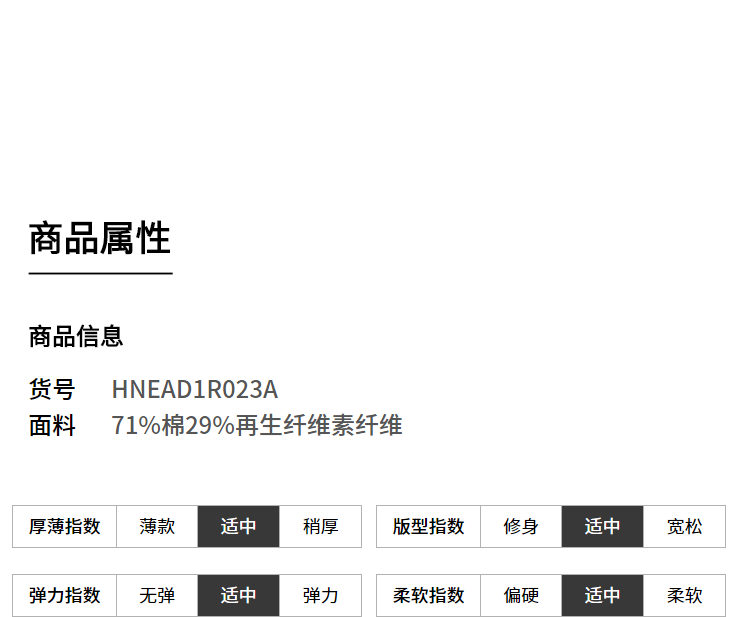 商品属性
商品信息
货号 HNEAD1R023A
面料 71%棉29%再生纤维素纤维
厚薄指数 薄款 适中 稍厚 版型指数 修身 适中 宽松
弹力指数 无弹 适中 弹力 柔软指数 偏硬 适中 柔软